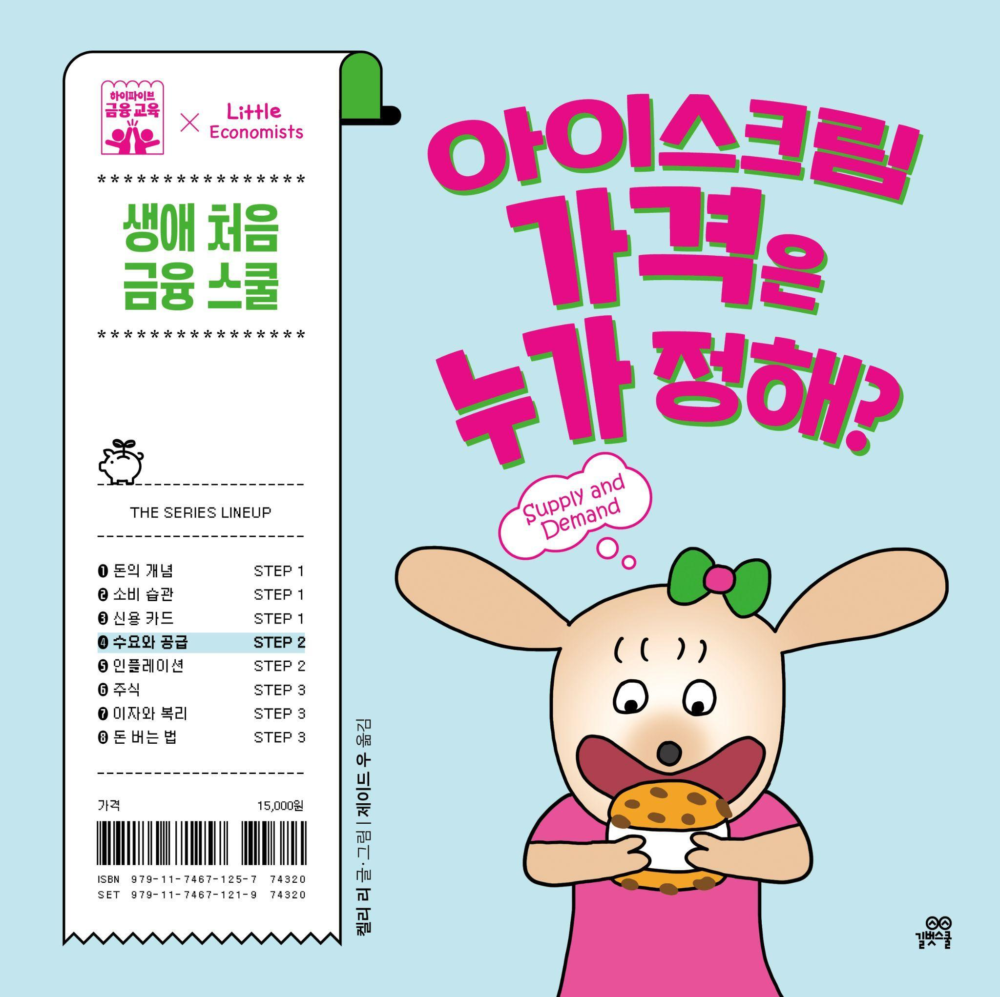 하이파이브
금융 교육
×
Little
Economists
****************
생애 처음
금융 스쿨
****************
THE SERIES LINEUP
❶ 돈의 개념 STEP 1
❷ 소비 습관 STEP 1
❸ 신용 카드 STEP 1
❹ 수요와 공급 STEP 2
❺ 인플레이션 STEP 2
❻ 주식 STEP 3
❼ 이자와 복리 STEP 3
❽ 돈 버는 법 STEP 3
가격 15,000원
ISBN 979-11-7467-125-7 74320
SET 979-11-7467-121-9 74320
켈리 리 글·그림 | 제이드 우 옮김
아이스크림
가격은
누가 정해?
Supply and
Demand
길벗스쿨